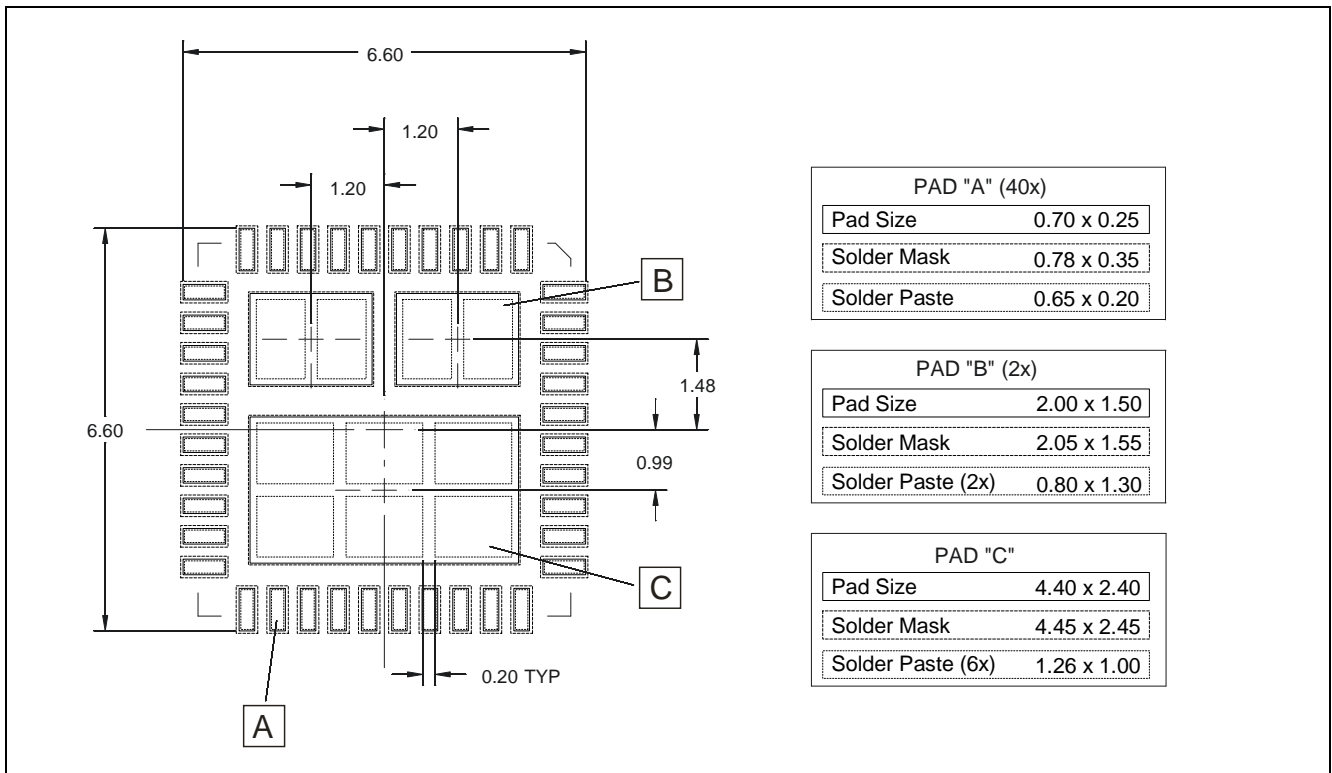 6.60
1.20
1.20
B
1.48
6.60
0.99
C
0.20 TYP
A
PAD "A" (40x)
Pad Size 0.70 x 0.25
Solder Mask 0.78 x 0.35
Solder Paste 0.65 x 0.20
PAD "B" (2x)
Pad Size 2.00 x 1.50
Solder Mask 2.05 x 1.55
Solder Paste (2x) 0.80 x 1.30
PAD "C"
Pad Size 4.40 x 2.40
Solder Mask 4.45 x 2.45
Solder Paste (6x) 1.26 x 1.00